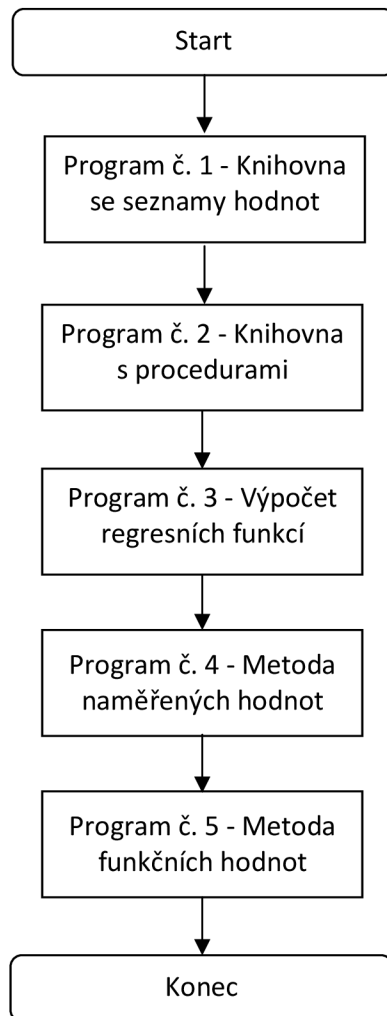 Start
Program č. 1 - Knihovna
se seznamy hodnot
Program č. 2 - Knihovna
s procedurami
Program č. 3 - Výpočet
regresních funkcí
Program č. 4 - Metoda
naměřených hodnot
Program č. 5 - Metoda
funkčních hodnot
Konec